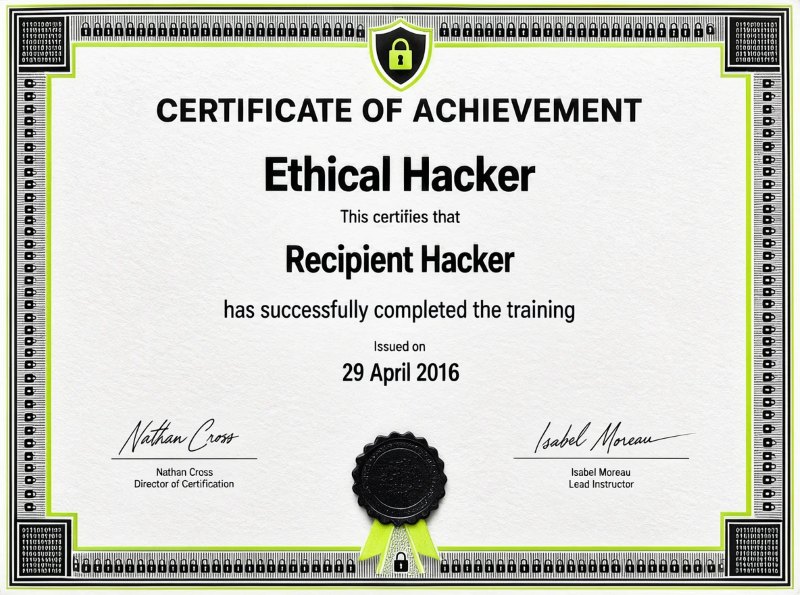 CERTIFICATE OF ACHIEVEMENT
Ethical Hacker
This certifies that
Recipient Hacker
has successfully completed the training
Issued on
29 April 2016
Nathan Cross
Isabel Moreau
Nathan Cross
Director of Certification
Isabel Moreau
Lead Instructor